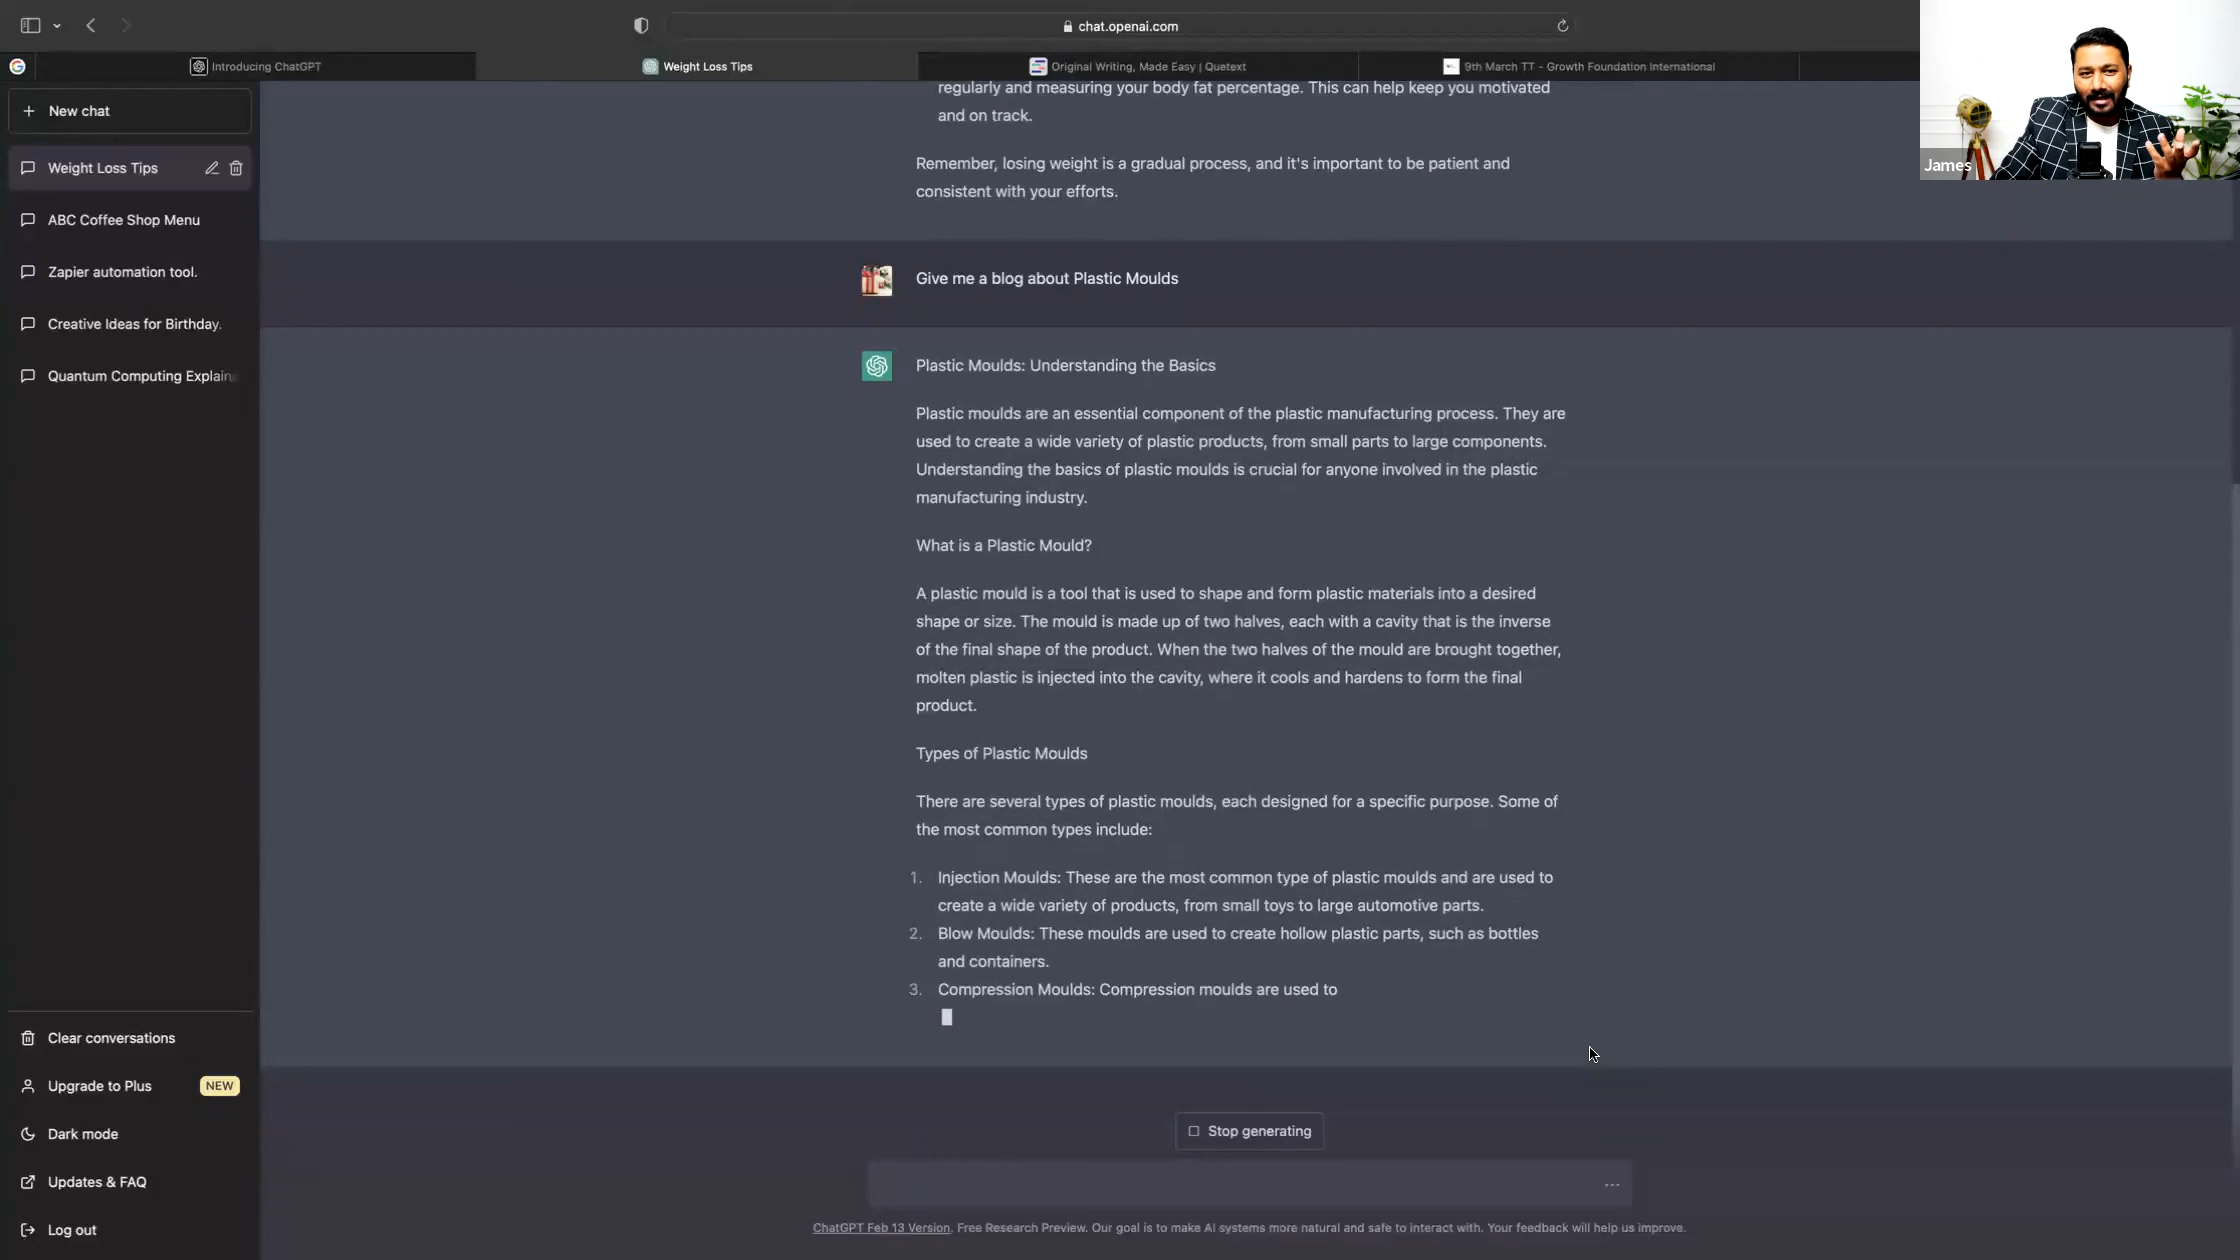 chat.openai.com
Introducing ChatGPT
Weight Loss Tips
Original Writing, Made Easy | Quetext
9th March TT - Growth Foundation International
James
New chat
Weight Loss Tips
ABC Coffee Shop Menu
Zapier automation tool.
Creative Ideas for Birthday.
Quantum Computing Explain
Clear conversations
Upgrade to Plus NEW
Dark mode
Updates & FAQ
Log out
regularly and measuring your body fat percentage. This can help keep you motivated
and on track.
Remember, losing weight is a gradual process, and it's important to be patient and
consistent with your efforts.
Give me a blog about Plastic Moulds
Plastic Moulds: Understanding the Basics
Plastic moulds are an essential component of the plastic manufacturing process. They are
used to create a wide variety of plastic products, from small parts to large components.
Understanding the basics of plastic moulds is crucial for anyone involved in the plastic
manufacturing industry.
What is a Plastic Mould?
A plastic mould is a tool that is used to shape and form plastic materials into a desired
shape or size. The mould is made up of two halves, each with a cavity that is the inverse
of the final shape of the product. When the two halves of the mould are brought together,
molten plastic is injected into the cavity, where it cools and hardens to form the final
product.
Types of Plastic Moulds
There are several types of plastic moulds, each designed for a specific purpose. Some of
the most common types include:
1. Injection Moulds: These are the most common type of plastic moulds and are used to
create a wide variety of products, from small toys to large automotive parts.
2. Blow Moulds: These moulds are used to create hollow plastic parts, such as bottles
and containers.
3. Compression Moulds: Compression moulds are used to
Stop generating
ChatGPT Feb 13 Version. Free Research Preview. Our goal is to make AI systems more natural and safe to interact with. Your feedback will help us improve.